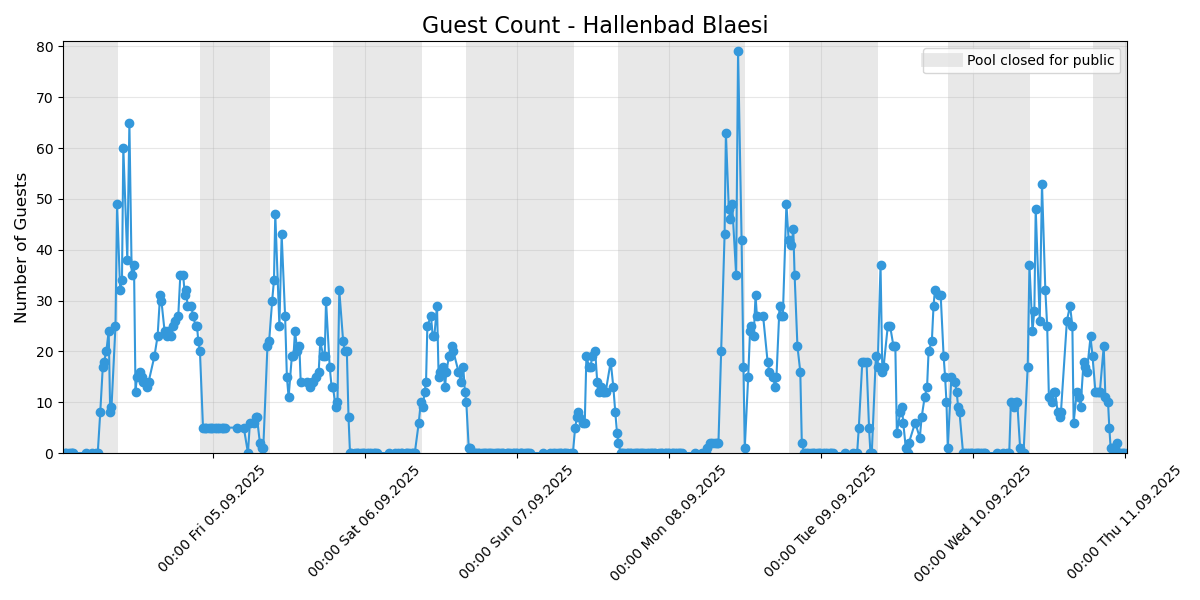 Guest Count - Hallenbad Blaesi
Pool closed for public
Number of Guests
80
70
60
50
40
30
20
10
0
00:00 Fri 05.09.2025
00:00 Sat 06.09.2025
00:00 Sun 07.09.2025
00:00 Mon 08.09.2025
00:00 Tue 09.09.2025
00:00 Wed 10.09.2025
00:00 Thu 11.09.2025